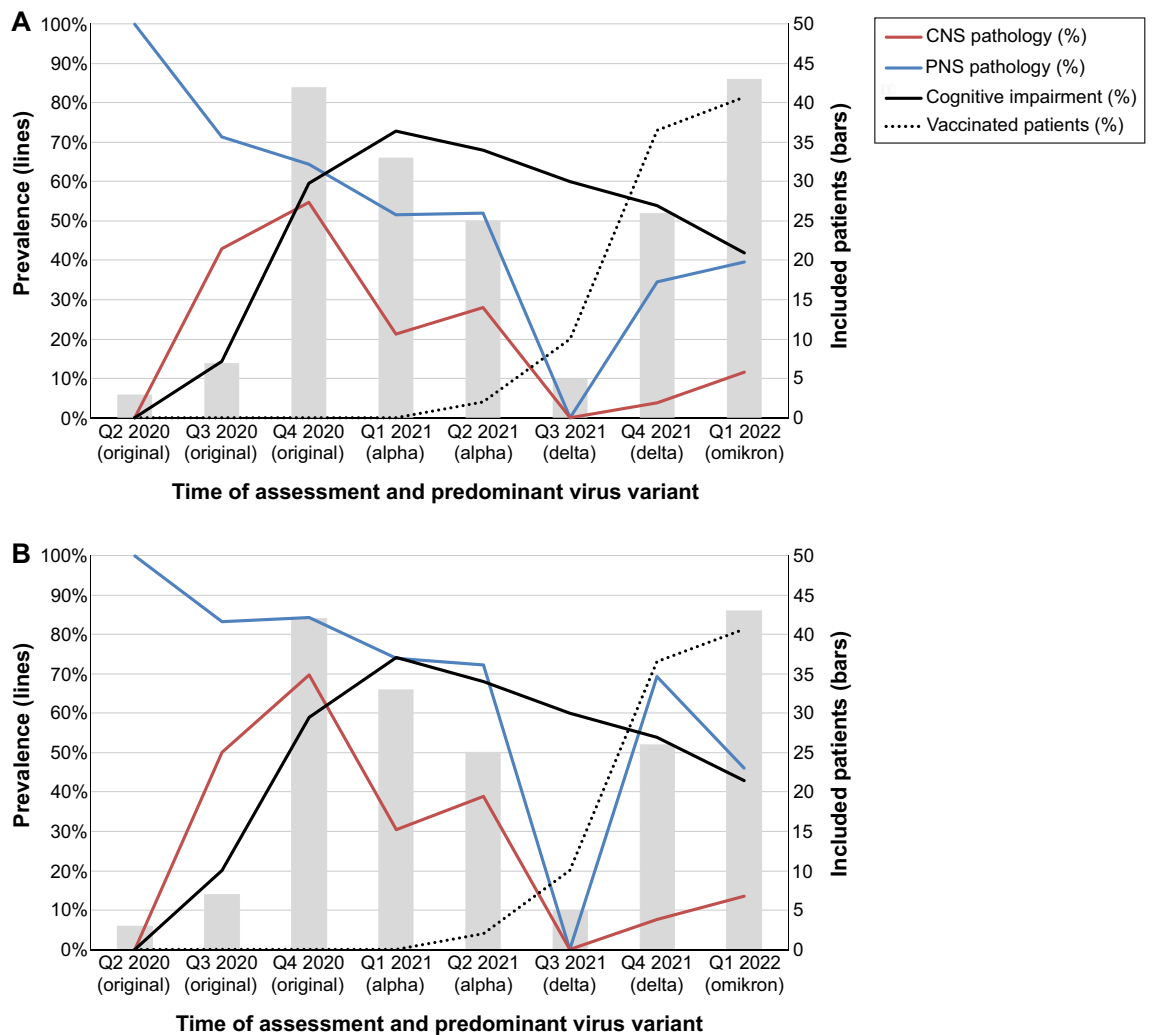 A
100%
90%
80%
70%
60%
50%
40%
30%
20%
10%
0%
Prevalence (lines)
50
45
40
35
30
25
20
15
10
5
0
Included patients (bars)
CNS pathology (%)
PNS pathology (%)
Cognitive impairment (%)
Vaccinated patients (%)
Q2 2020 Q3 2020 Q4 2020 Q1 2021 Q2 2021 Q3 2021 Q4 2021 Q1 2022
(original) (original) (original) (alpha) (alpha) (delta) (delta) (omikron)
Time of assessment and predominant virus variant
B
100%
90%
80%
70%
60%
50%
40%
30%
20%
10%
0%
Prevalence (lines)
50
45
40
35
30
25
20
15
10
5
0
Included patients (bars)
Q2 2020 Q3 2020 Q4 2020 Q1 2021 Q2 2021 Q3 2021 Q4 2021 Q1 2022
(original) (original) (original) (alpha) (alpha) (delta) (delta) (omikron)
Time of assessment and predominant virus variant